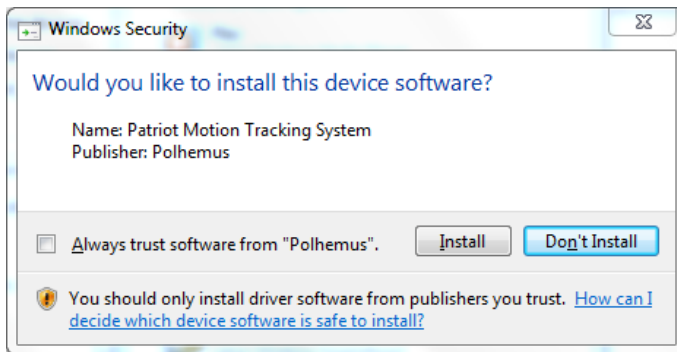 Windows Security
Would you like to install this device software?
Name: Patriot Motion Tracking System
Publisher: Polhemus
Always trust software from "Polhemus".
Install
Don't Install
You should only install driver software from publishers you trust. How can I
decide which device software is safe to install?